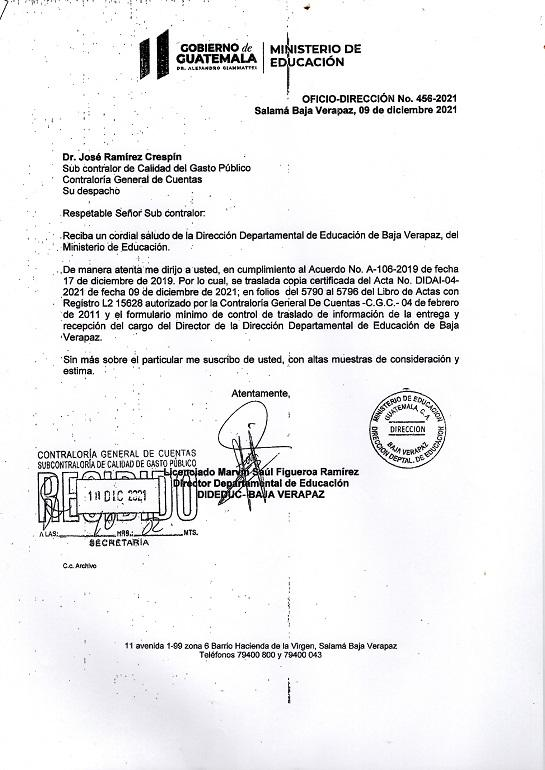 GOBIERNO de
GUATEMALA
DR. ALEJANDRO GIAMMATTEI
MINISTERIO DE
EDUCACIÓN
OFICIO-DIRECCIÓN No. 456-2021
Salamá Baja Verapaz, 09 de diciembre 2021
Dr. José Ramírez Crespín
Sub contralor de Calidad del Gasto Público
Contraloría General de Cuentas
Su despacho
Respetable Señor Sub contralor:
Reciba un cordial saludo de la Dirección Departamental de Educación de Baja Verapaz, del
Ministerio de Educación.
De manera atenta me dirijo a usted, en cumplimiento al Acuerdo No. A-106-2019 de fecha
17 de diciembre de 2019. Por lo cual, se traslada copia certificada del Acta No. DIDAI-04-
2021 de fecha 09 de diciembre de 2021; en folios del 5790 al 5796 del Libro de Actas con
Registro L2 15628 autorizado por la Contraloría General De Cuentas -C.G.C.- 04 de febrero
de 2011 y el formulario mínimo de control de traslado de información de la entrega y
recepción del cargo del Director de la Dirección Departamental de Educación de Baja
Verapaz.
Sin más sobre el particular me suscribo de usted, con altas muestras de consideración y
estima.
Atentamente,
MINISTERIO DE EDUCACIÓN
GUATEMALA, C.A.
DIRECCION
BAJA VERAPAZ
DIRECCIÓN DEPTAL. DE EDUCACIÓN
CONTRALORÍA GENERAL DE CUENTAS
SUBCONTRALORÍA DE CALIDAD DE GASTO PÚBLICO
Licenciado Marvin Saúl Figueroa Ramírez
Director Departamental de Educación
DIDEDUC- BAJA VERAPAZ
RECIBIDO
DIC 2021
A LAS: HRS.: MTS.
SECRETARÍA
C.c. Archivo
11 avenida 1-99 zona 6 Barrio Hacienda de la Virgen, Salamá Baja Verapaz
Teléfonos 79400 800 y 79400 043